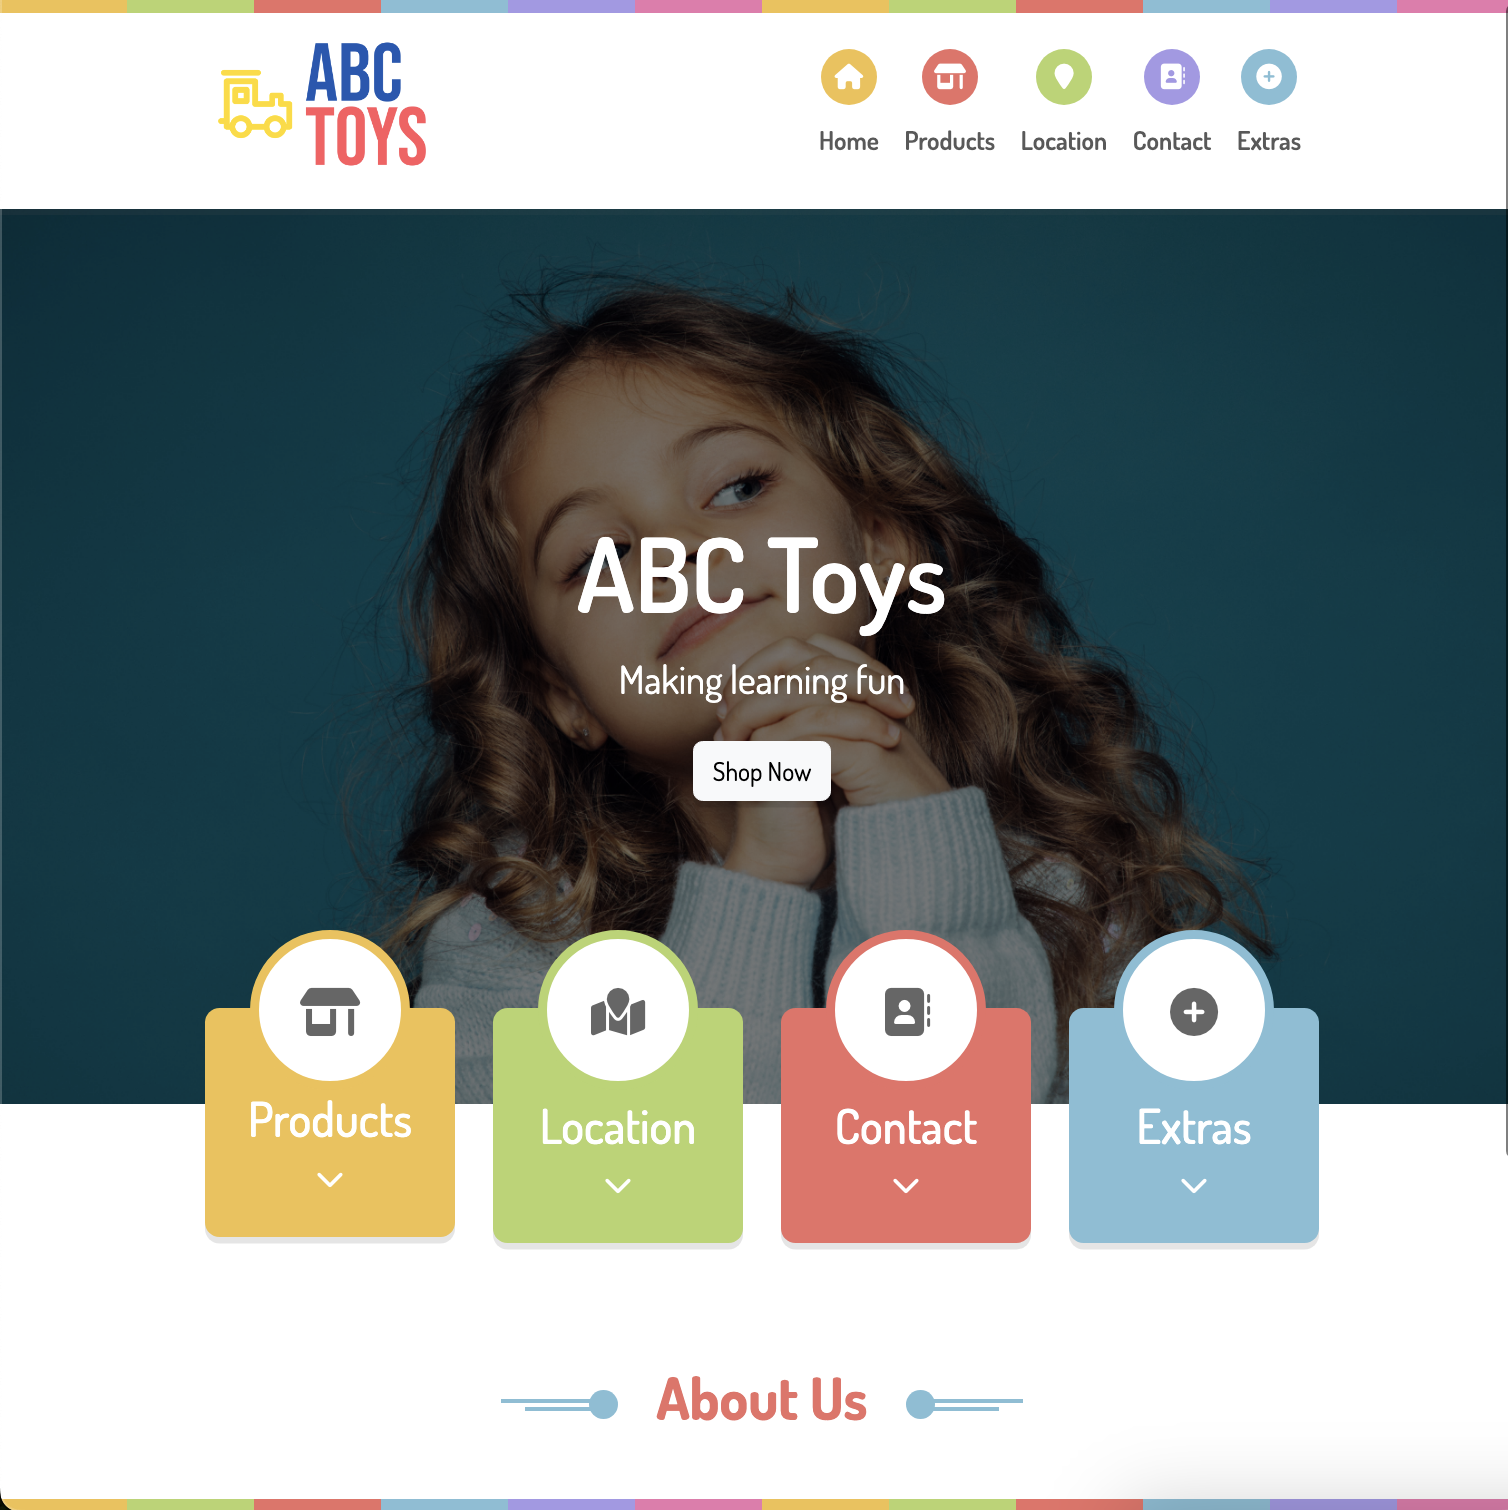 ABC
TOYS
Home Products Location Contact Extras
ABC Toys
Making learning fun
Shop Now
Products Location Contact Extras
About Us